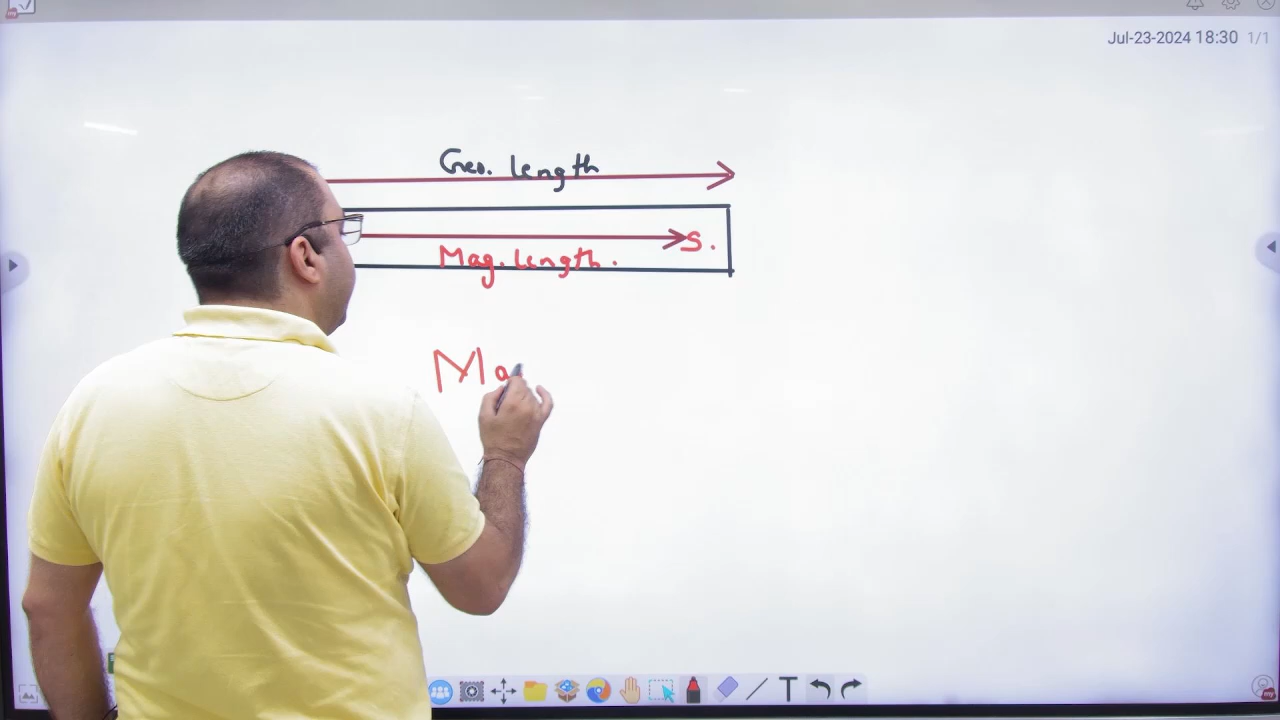 Jul-23-2024 18:30 1/1
Geo. length
S.
Mag. length.
Ma